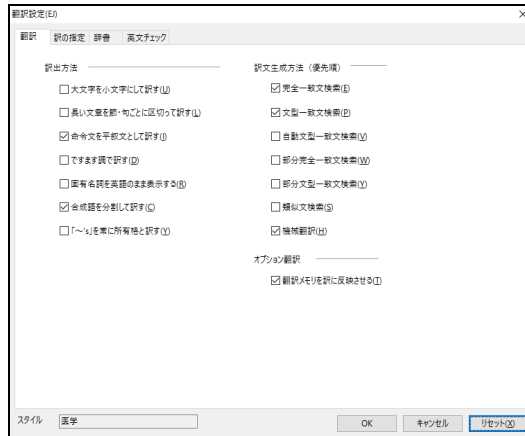 翻訳設定(EJ)
翻訳 訳の指定 辞書 英文チェック
訳出方法
大文字を小文字にして訳す(U)
長い文章を節・句ごとに区切って訳す(L)
命令文を平叙文として訳す(I)
ですます調で訳す(D)
固有名詞を英語のまま表示する(R)
合成語を分割して訳す(C)
「～'s」を常に所有格と訳す(Y)
訳文生成方法（優先順）
完全一致文検索(E)
文型一致文検索(P)
自動文型一致文検索(V)
部分完全一致文検索(W)
部分文型一致文検索(Y)
類似文検索(S)
機械翻訳(H)
オプション翻訳
翻訳メモリを訳に反映させる(T)
スタイル 医学
OK キャンセル リセット(X)